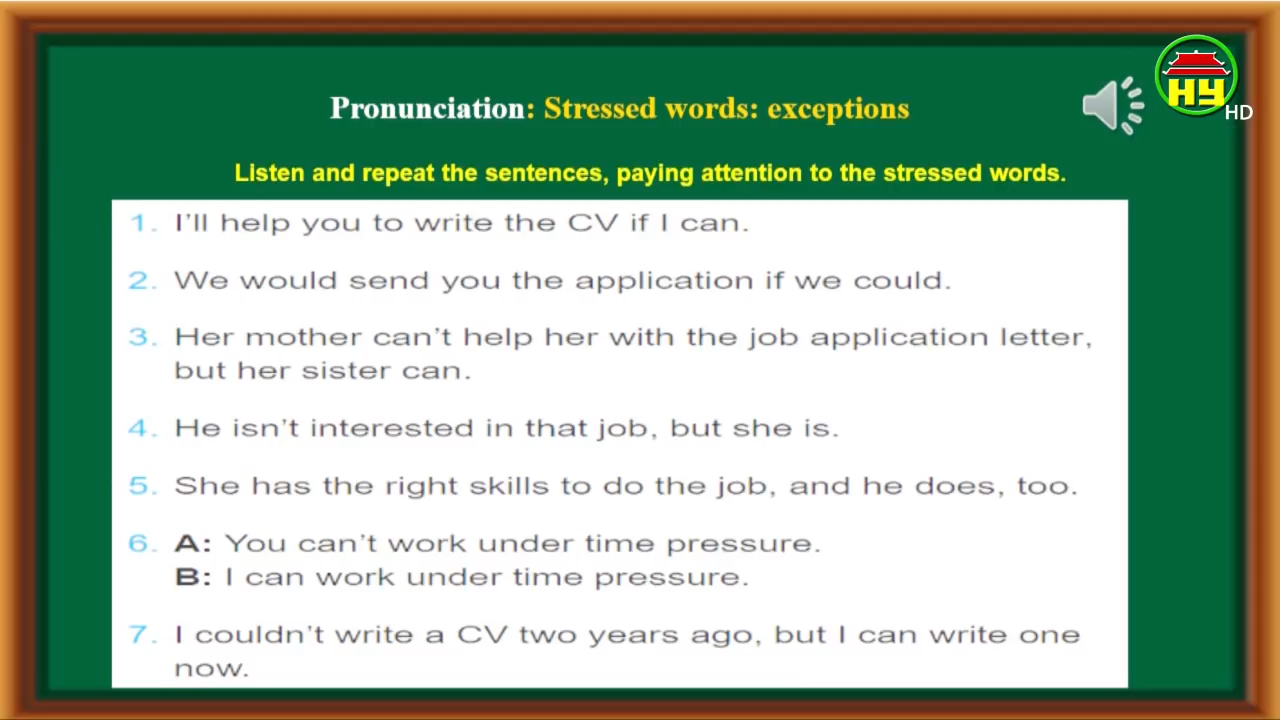 HY
HD
Pronunciation: Stressed words: exceptions
Listen and repeat the sentences, paying attention to the stressed words.
1. I'll help you to write the CV if I can.
2. We would send you the application if we could.
3. Her mother can't help her with the job application letter,
but her sister can.
4. He isn't interested in that job, but she is.
5. She has the right skills to do the job, and he does, too.
6. A: You can't work under time pressure.
B: I can work under time pressure.
7. I couldn't write a CV two years ago, but I can write one
now.